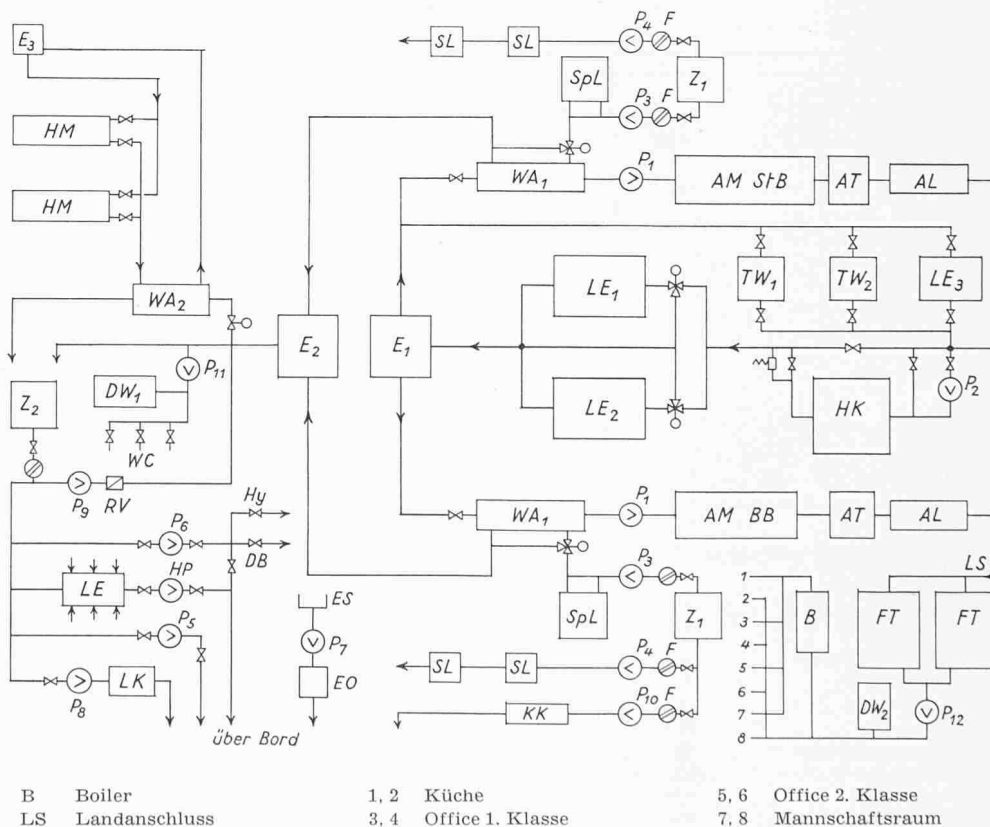 P4 F
E3 SL SL
SpL Z1
P3 F
HM
WA1 P1 AM StB AT AL
HM
TW1 TW2 LE3
LE1
WA2
E2 E1
P11 P2
DW1 HK
Z2 LE2
WC
P9 RV Hy WA1 P1 AM BB AT AL
P6
DB P3 LS
HP 1
LE ES SpL Z1 2 B FT FT
P5 P7 3
P4 F 4
SL SL 5
LK EO P10 F 6 DW2
P8 KK 7 P12
über Bord 8
B Boiler 1, 2 Küche 5, 6 Office 2. Klasse
LS Landanschluss 3, 4 Office 1. Klasse 7, 8 Mannschaftsraum